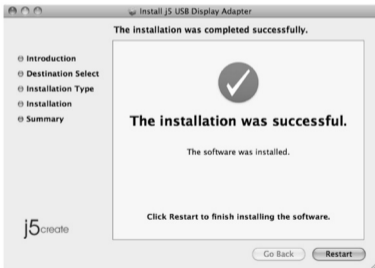 Install j5 USB Display Adapter
The installation was completed successfully.
Introduction
Destination Select
Installation Type
Installation
Summary
The installation was successful.
The software was installed.
Click Restart to finish installing the software.
j5create
Go Back
Restart